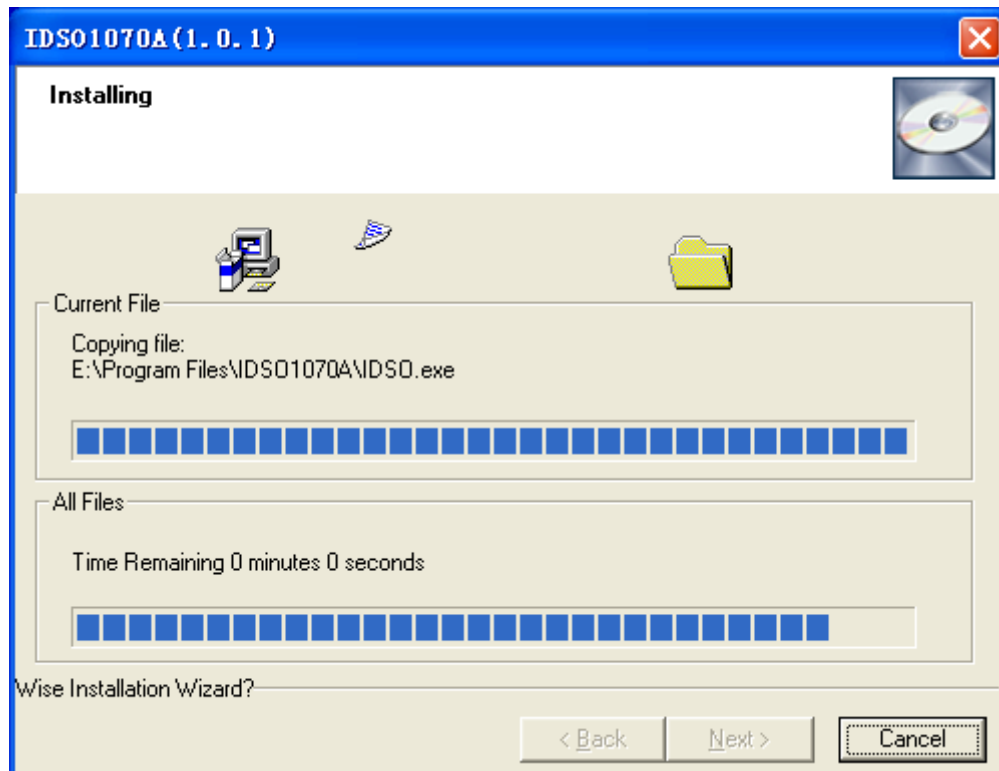 IDSO1070A(1.0.1)
Installing
Current File
Copying file:
E:\Program Files\IDSO1070A\IDSO.exe
All Files
Time Remaining 0 minutes 0 seconds
Wise Installation Wizard?
< Back Next > Cancel